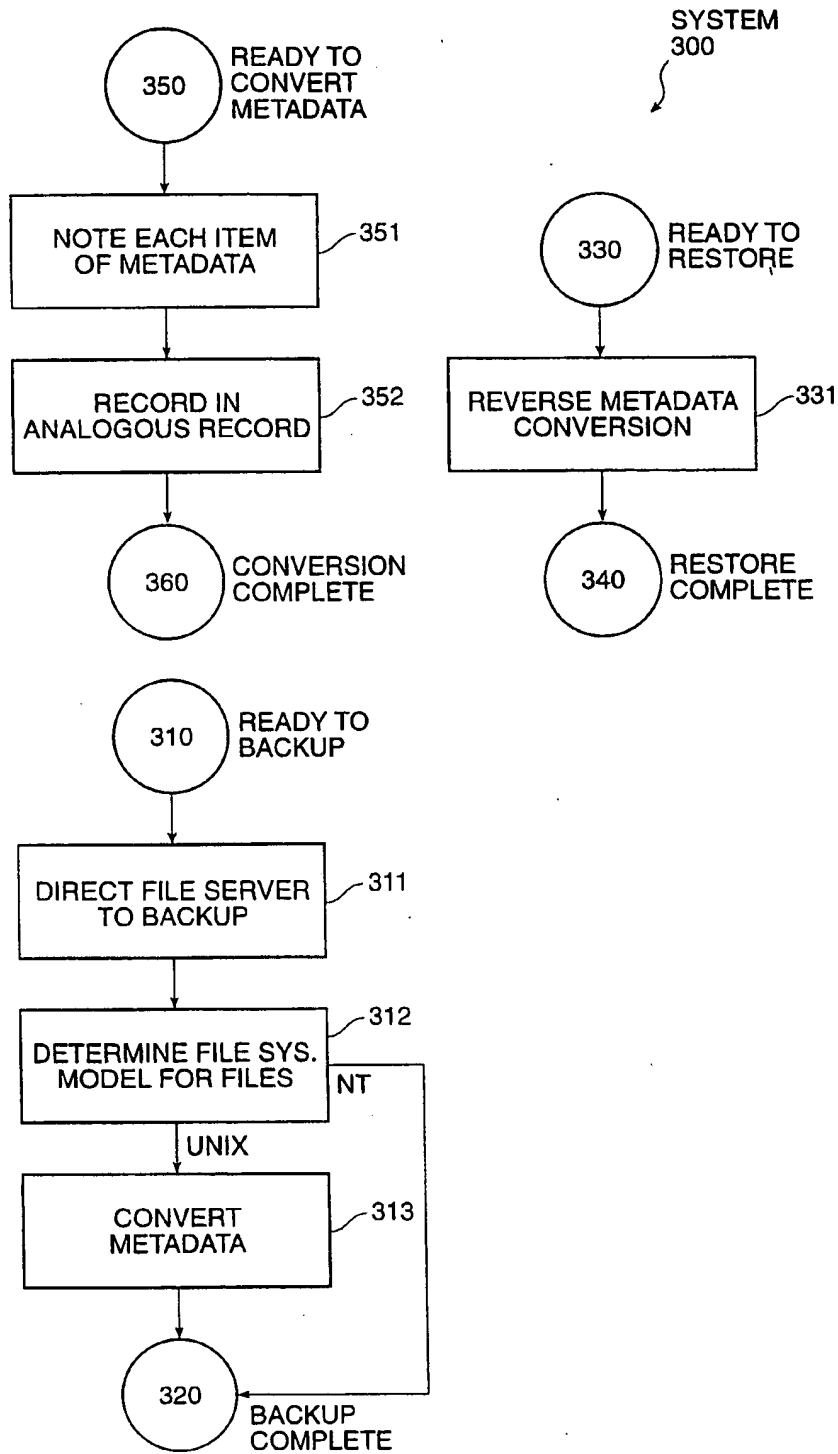 SYSTEM
300
350
READY TO
CONVERT
METADATA
NOTE EACH ITEM
OF METADATA
351
330
READY TO
RESTORE
RECORD IN
ANALOGOUS RECORD
352
REVERSE METADATA
CONVERSION
331
360
CONVERSION
COMPLETE
340
RESTORE
COMPLETE
310
READY TO
BACKUP
DIRECT FILE SERVER
TO BACKUP
311
DETERMINE FILE SYS.
MODEL FOR FILES
312
NT
UNIX
CONVERT
METADATA
313
320
BACKUP
COMPLETE